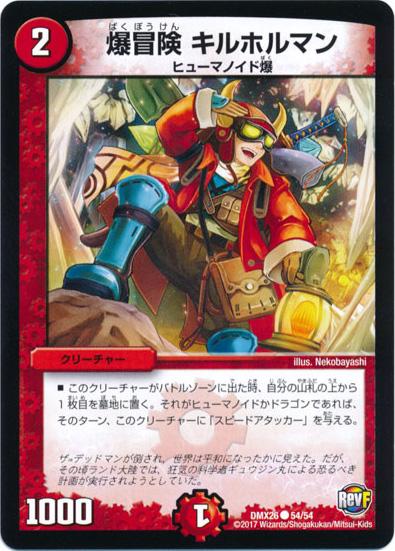 2
ばくぼうけん
爆冒険 キルホルマン
ばく
ヒューマノイド爆
illus. Nekobayashi
クリーチャー
■ このクリーチャーがバトルゾーンに出た時、自分の山札の上から
1枚目を墓地に置く。それがヒューマノイドかドラゴンであれば、
そのターン、このクリーチャーに「スピードアタッカー」を与える。
ザ=デッドマンが倒され、世界は平和になったかに見えた。だが、
その頃ランド大陸では、狂気の科学者ギュウジン丸による恐るべき
計画が実行されようとしていた。
RevF
1000
1
DMX26 ● 54/54
©2017 Wizards/Shogakukan/Mitsui-Kids